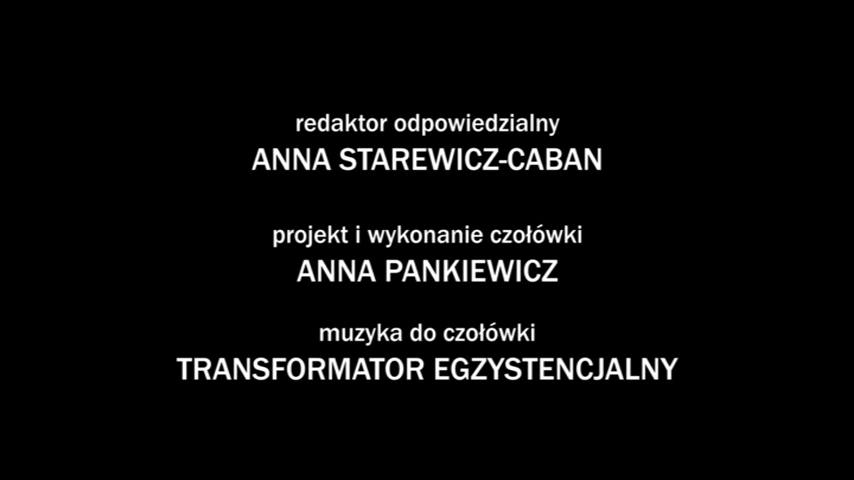 redaktor odpowiedzialny
ANNA STAREWICZ-CABAN
projekt i wykonanie czołówki
ANNA PANKIEWICZ
muzyka do czołówki
TRANSFORMATOR EGZYSTENCJALNY